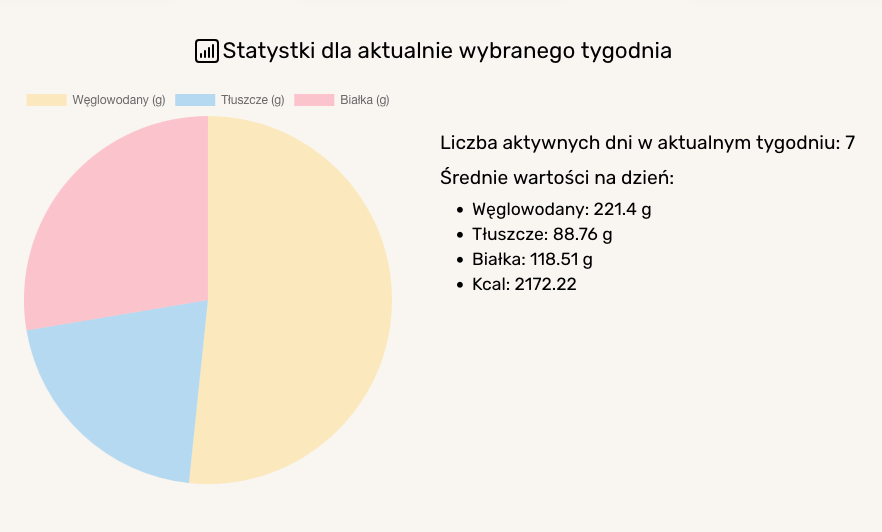 Statystki dla aktualnie wybranego tygodnia
Węglowodany (g) Tłuszcze (g) Białka (g)
Liczba aktywnych dni w aktualnym tygodniu: 7
Średnie wartości na dzień:
• Węglowodany: 221.4 g
• Tłuszcze: 88.76 g
• Białka: 118.51 g
• Kcal: 2172.22